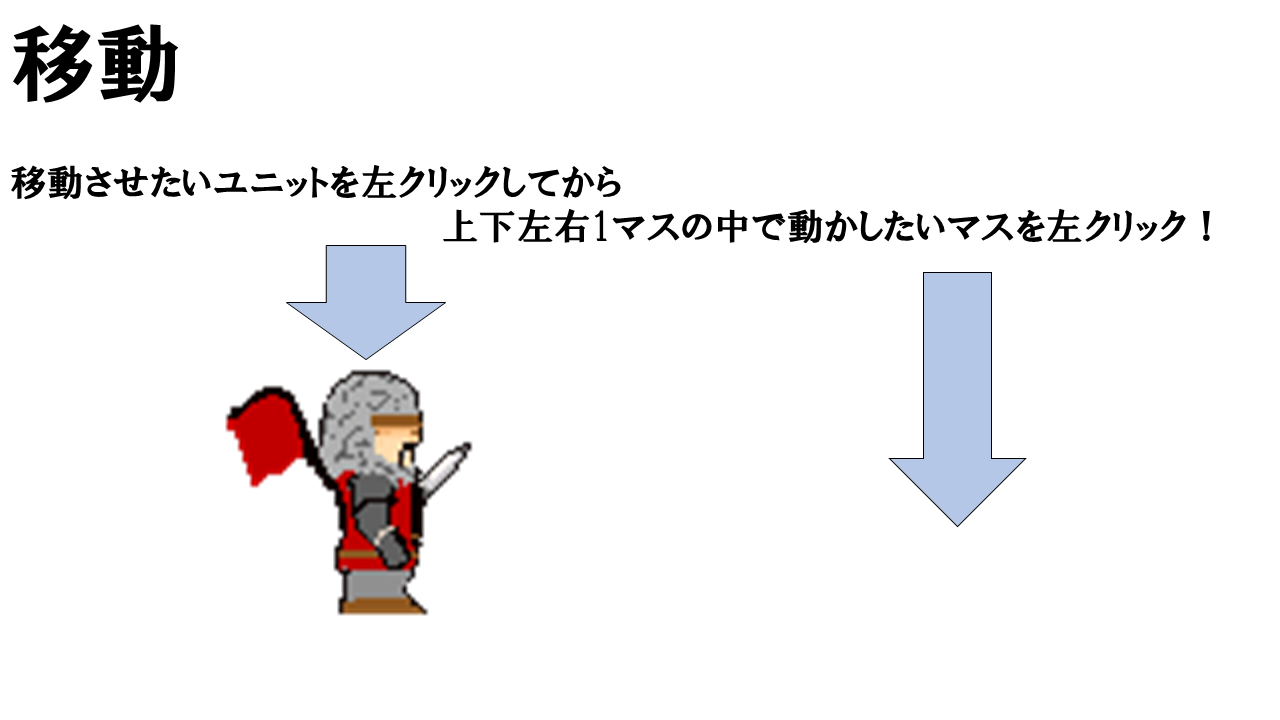 移動
移動させたいユニットを左クリックしてから
上下左右1マスの中で動かしたいマスを左クリック！